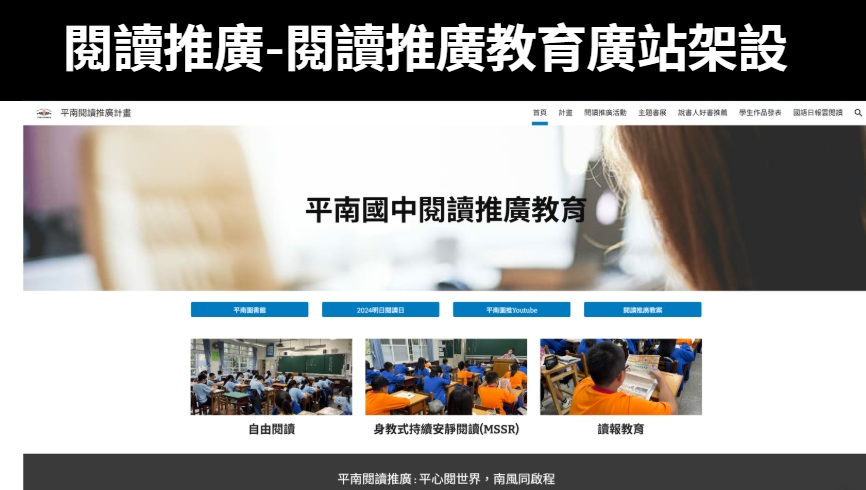 閱讀推廣-閱讀推廣教育廣站架設
平南閱讀推廣計畫
首頁 計畫 閱讀推廣活動 主題書展 說書人好書推薦 學生作品發表 國語日報雲閱讀
平南國中閱讀推廣教育
平南圖書館 2024明日閱讀日 平南圖推Youtube 閱讀推廣教案
自由閱讀 身教式持續安靜閱讀(MSSR) 讀報教育
平南閱讀推廣:平心閱世界,南風同啟程